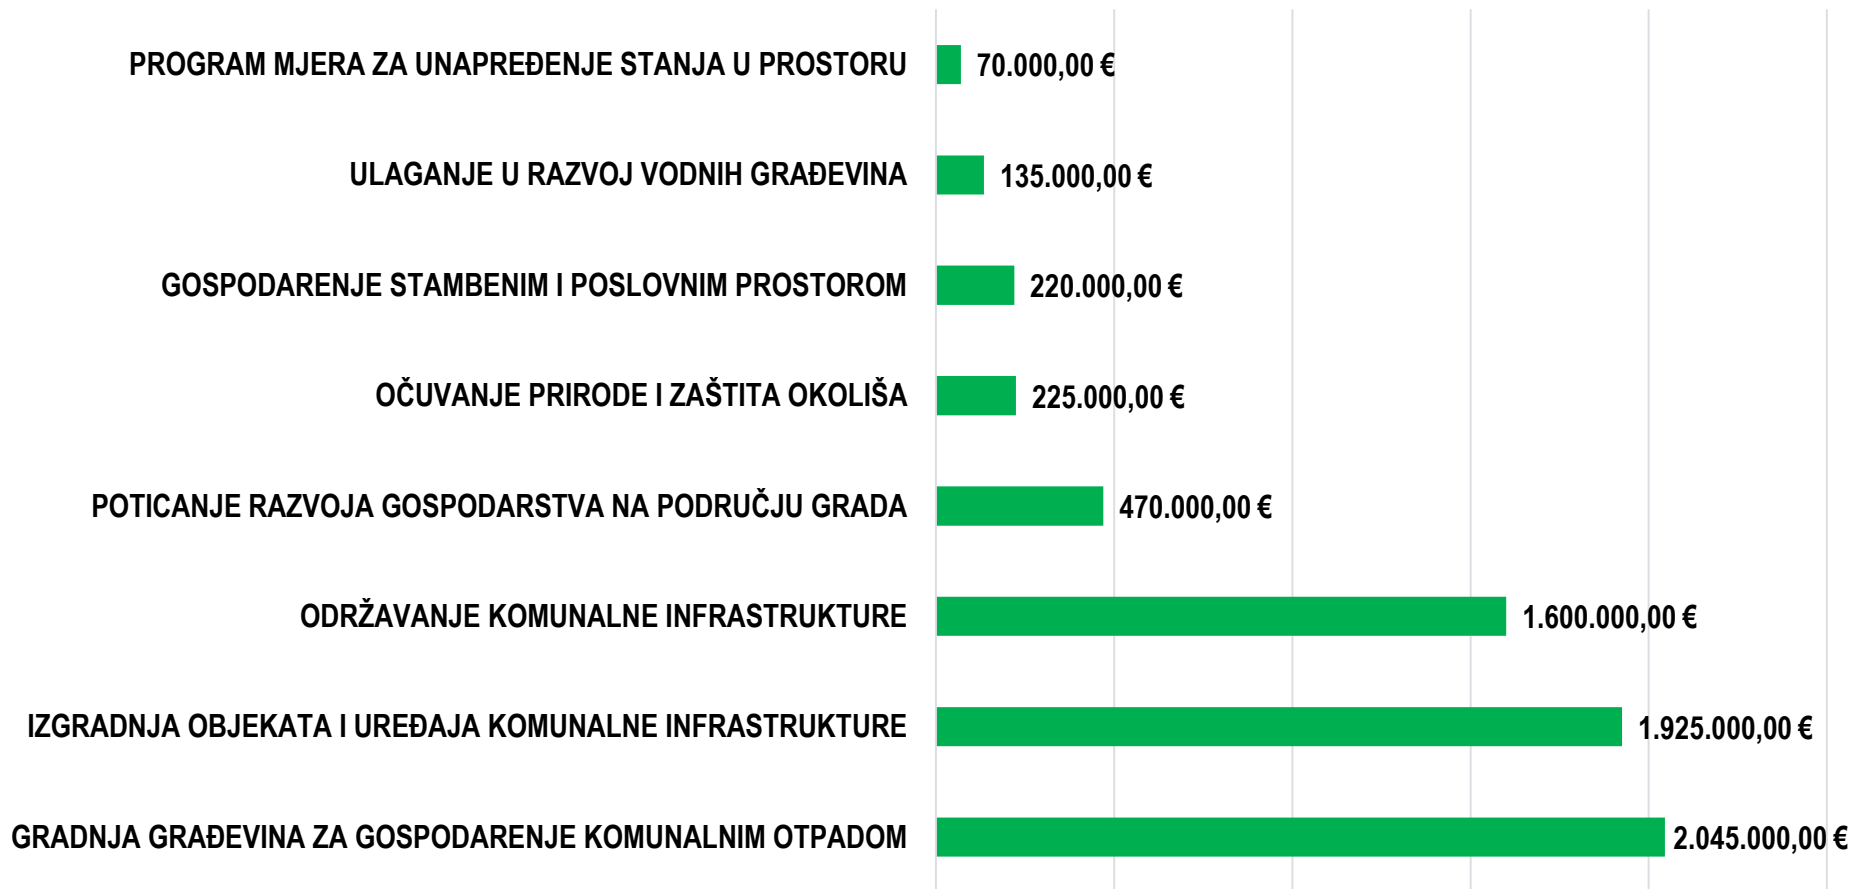 PROGRAM MJERA ZA UNAPREĐENJE STANJA U PROSTORU 70.000,00 €
ULAGANJE U RAZVOJ VODNIH GRAĐEVINA 135.000,00 €
GOSPODARENJE STAMBENIM I POSLOVNIM PROSTOROM 220.000,00 €
OČUVANJE PRIRODE I ZAŠTITA OKOLIŠA 225.000,00 €
POTICANJE RAZVOJA GOSPODARSTVA NA PODRUČJU GRADA 470.000,00 €
ODRŽAVANJE KOMUNALNE INFRASTRUKTURE 1.600.000,00 €
IZGRADNJA OBJEKATA I UREĐAJA KOMUNALNE INFRASTRUKTURE 1.925.000,00 €
GRADNJA GRAĐEVINA ZA GOSPODARENJE KOMUNALNIM OTPADOM 2.045.000,00 €